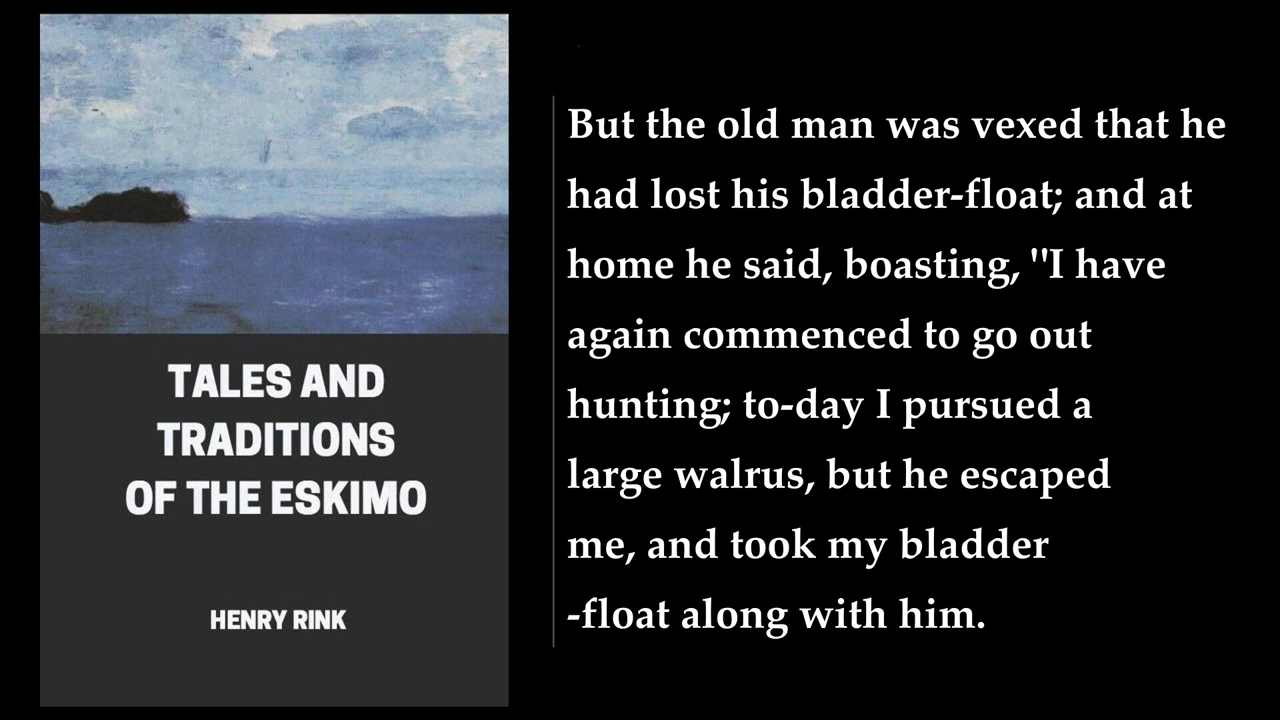 TALES AND
TRADITIONS
OF THE ESKIMO
HENRY RINK
But the old man was vexed that he
had lost his bladder-float; and at
home he said, boasting, "I have
again commenced to go out
hunting; to-day I pursued a
large walrus, but he escaped
me, and took my bladder
-float along with him.